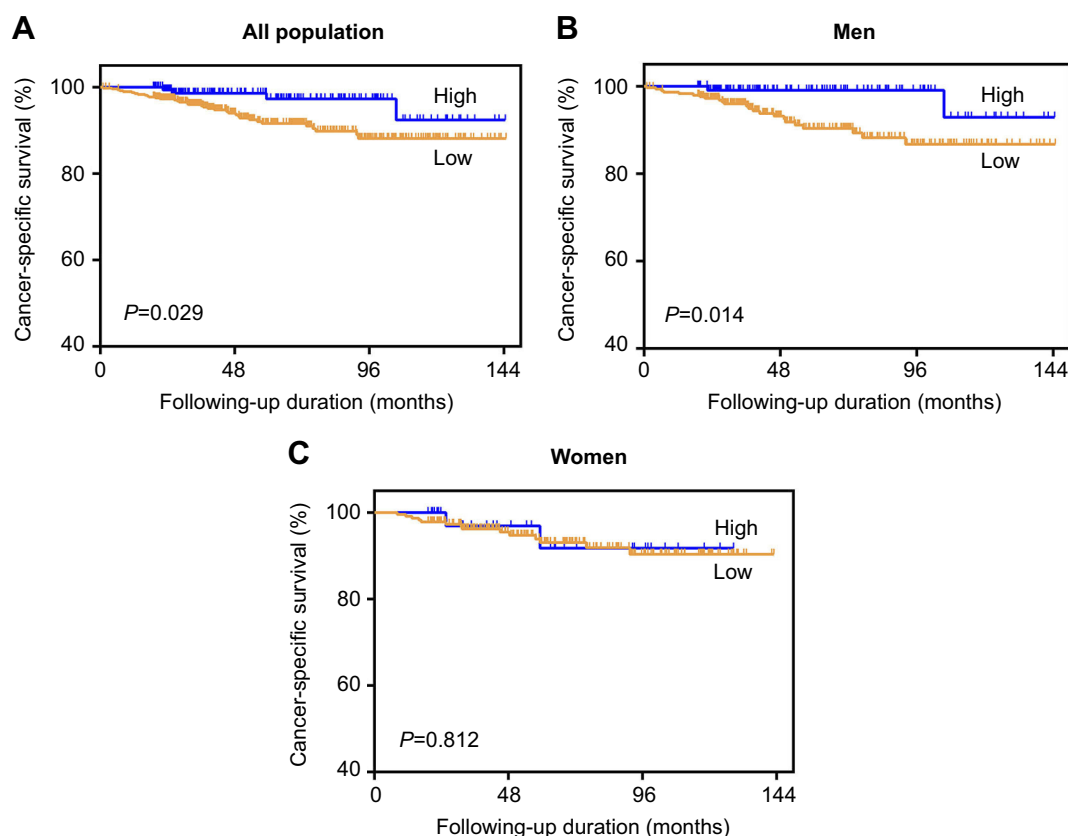 A
All population
Cancer-specific survival (%)
100
80
60
40
High
Low
P=0.029
0 48 96 144
Following-up duration (months)
B
Men
Cancer-specific survival (%)
100
80
60
40
High
Low
P=0.014
0 48 96 144
Following-up duration (months)
C
Women
Cancer-specific survival (%)
100
80
60
40
High
Low
P=0.812
0 48 96 144
Following-up duration (months)